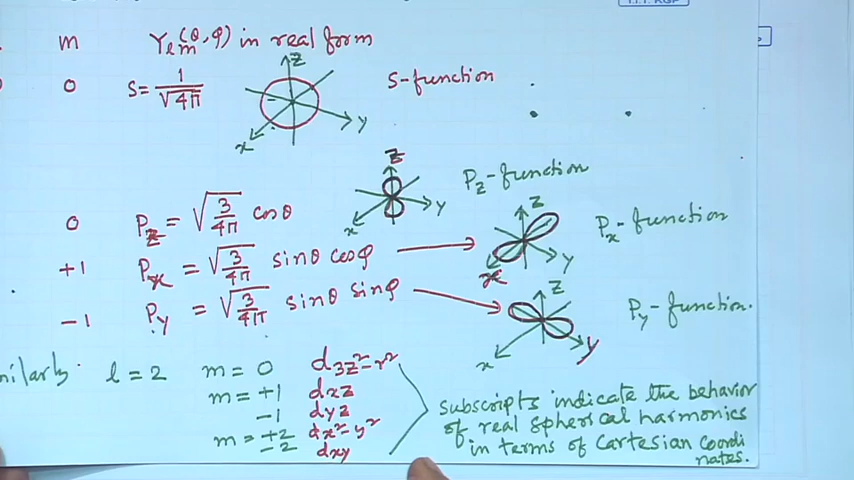 I.I.T. KGP
m Yℓm(θ,φ) in real form
0 S = 1/√4π Z Y x S-function
0 Pz = √3/4π cosθ Z Y x Pz-function
+1 Px = √3/4π sinθ cosφ Z Y x Px-function
-1 Py = √3/4π sinθ sinφ Z Y x Py-function.
milarly l=2 m=0 d3z²-r²
m=+1 dxz
-1 dyz
m=+2 dx²-y²
-2 dxy
Subscripts indicate the behavior
of real spherical harmonics
in terms of Cartesian Coordi
nates.